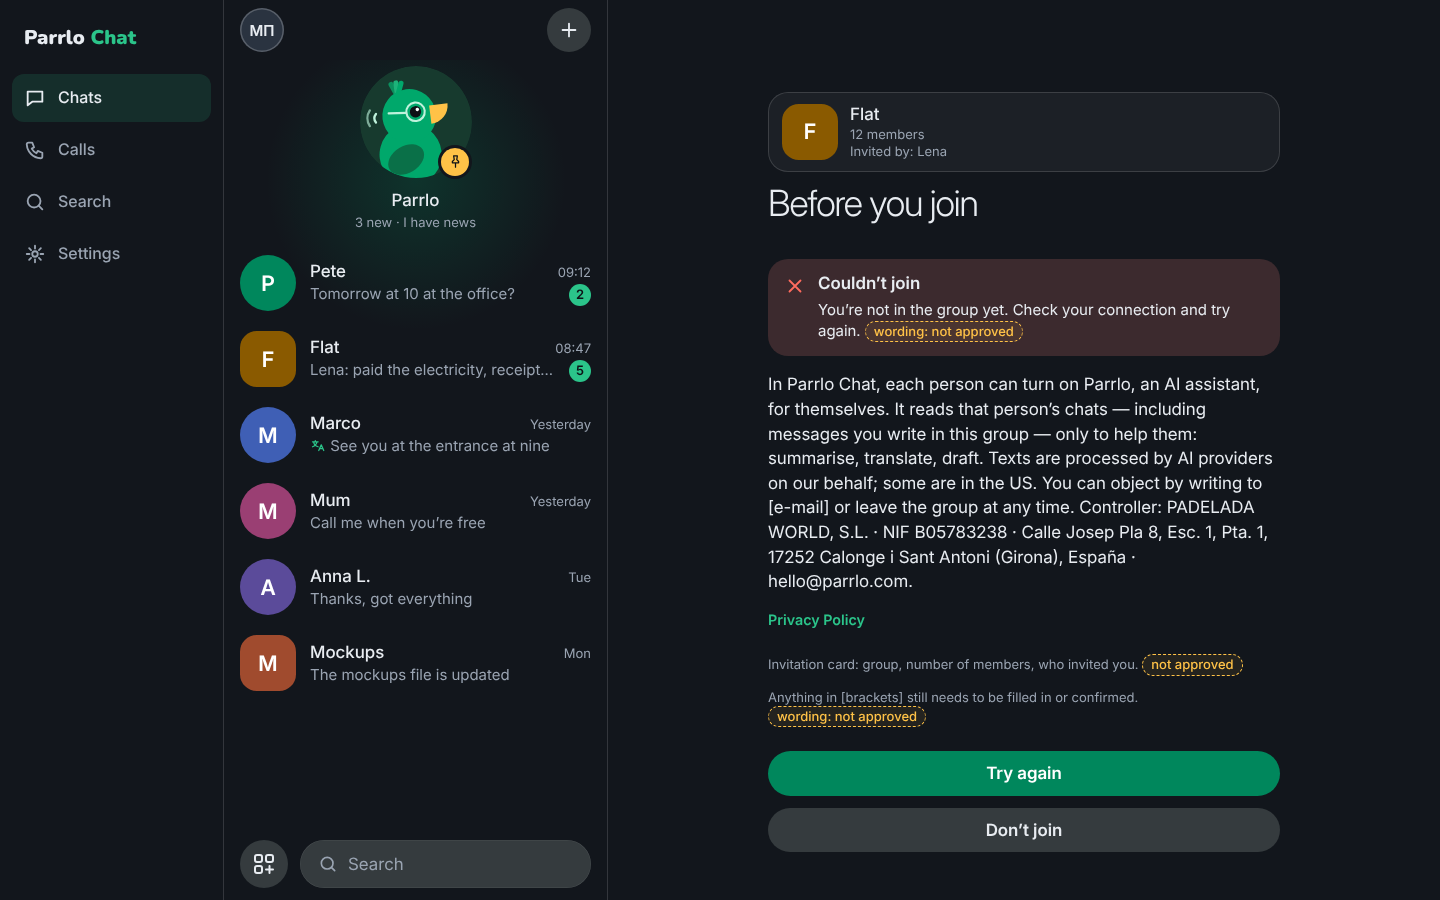 Parrlo Chat
Chats
Calls
Search
Settings
МП
Parrlo
3 new · I have news
P
Pete
09:12
Tomorrow at 10 at the office?
2
F
Flat
08:47
Lena: paid the electricity, receipt…
5
M
Marco
Yesterday
See you at the entrance at nine
M
Mum
Yesterday
Call me when you’re free
A
Anna L.
Tue
Thanks, got everything
M
Mockups
Mon
The mockups file is updated
Search
F
Flat
12 members
Invited by: Lena
Before you join
Couldn’t join
You’re not in the group yet. Check your connection and try
again. wording: not approved
In Parrlo Chat, each person can turn on Parrlo, an AI assistant,
for themselves. It reads that person’s chats — including
messages you write in this group — only to help them:
summarise, translate, draft. Texts are processed by AI providers
on our behalf; some are in the US. You can object by writing to
[e-mail] or leave the group at any time. Controller: PADELADA
WORLD, S.L. · NIF B05783238 · Calle Josep Pla 8, Esc. 1, Pta. 1,
17252 Calonge i Sant Antoni (Girona), España ·
hello@parrlo.com.
Privacy Policy
Invitation card: group, number of members, who invited you. not approved
Anything in [brackets] still needs to be filled in or confirmed.
wording: not approved
Try again
Don’t join